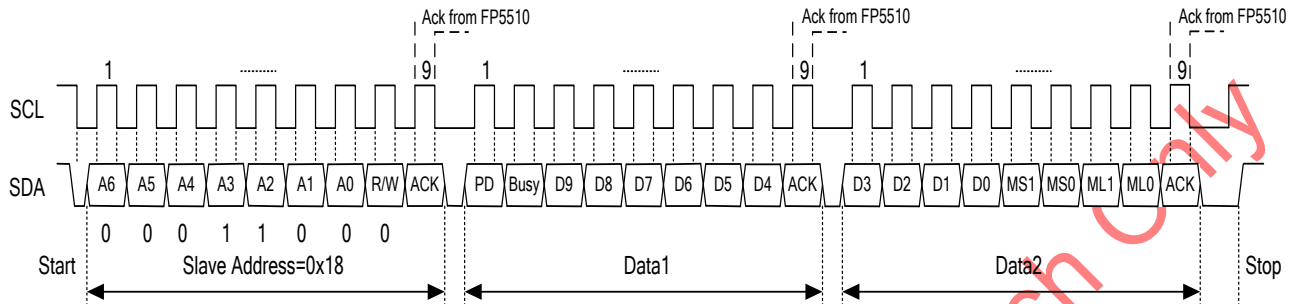 Ack from FP5510 Ack from FP5510 Ack from FP5510
1 ......... 9 1 ......... 9 1 ......... 9
SCL
SDA A6 A5 A4 A3 A2 A1 A0 R/W ACK PD Busy D9 D8 D7 D6 D5 D4 ACK D3 D2 D1 D0 MS1 MS0 ML1 ML0 ACK
0 0 0 1 1 0 0 0
Start Slave Address=0x18 Data1 Data2 Stop
Only